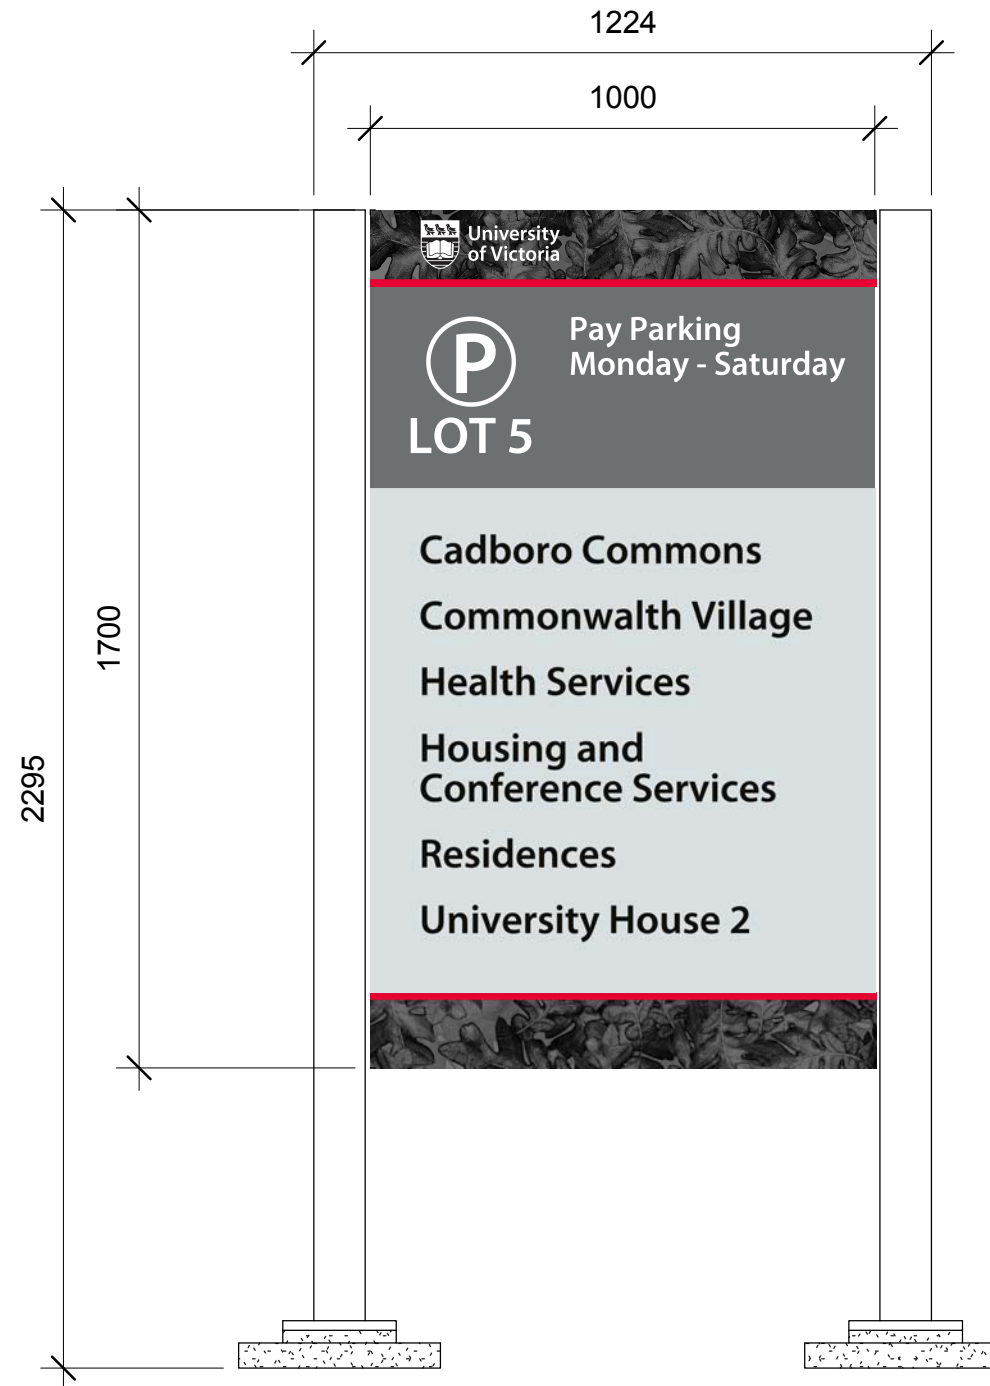 1224
1000
University
of Victoria
P
Pay Parking
Monday - Saturday
LOT 5
Cadboro Commons
Commonwalth Village
Health Services
Housing and
Conference Services
Residences
University House 2
1700
2295